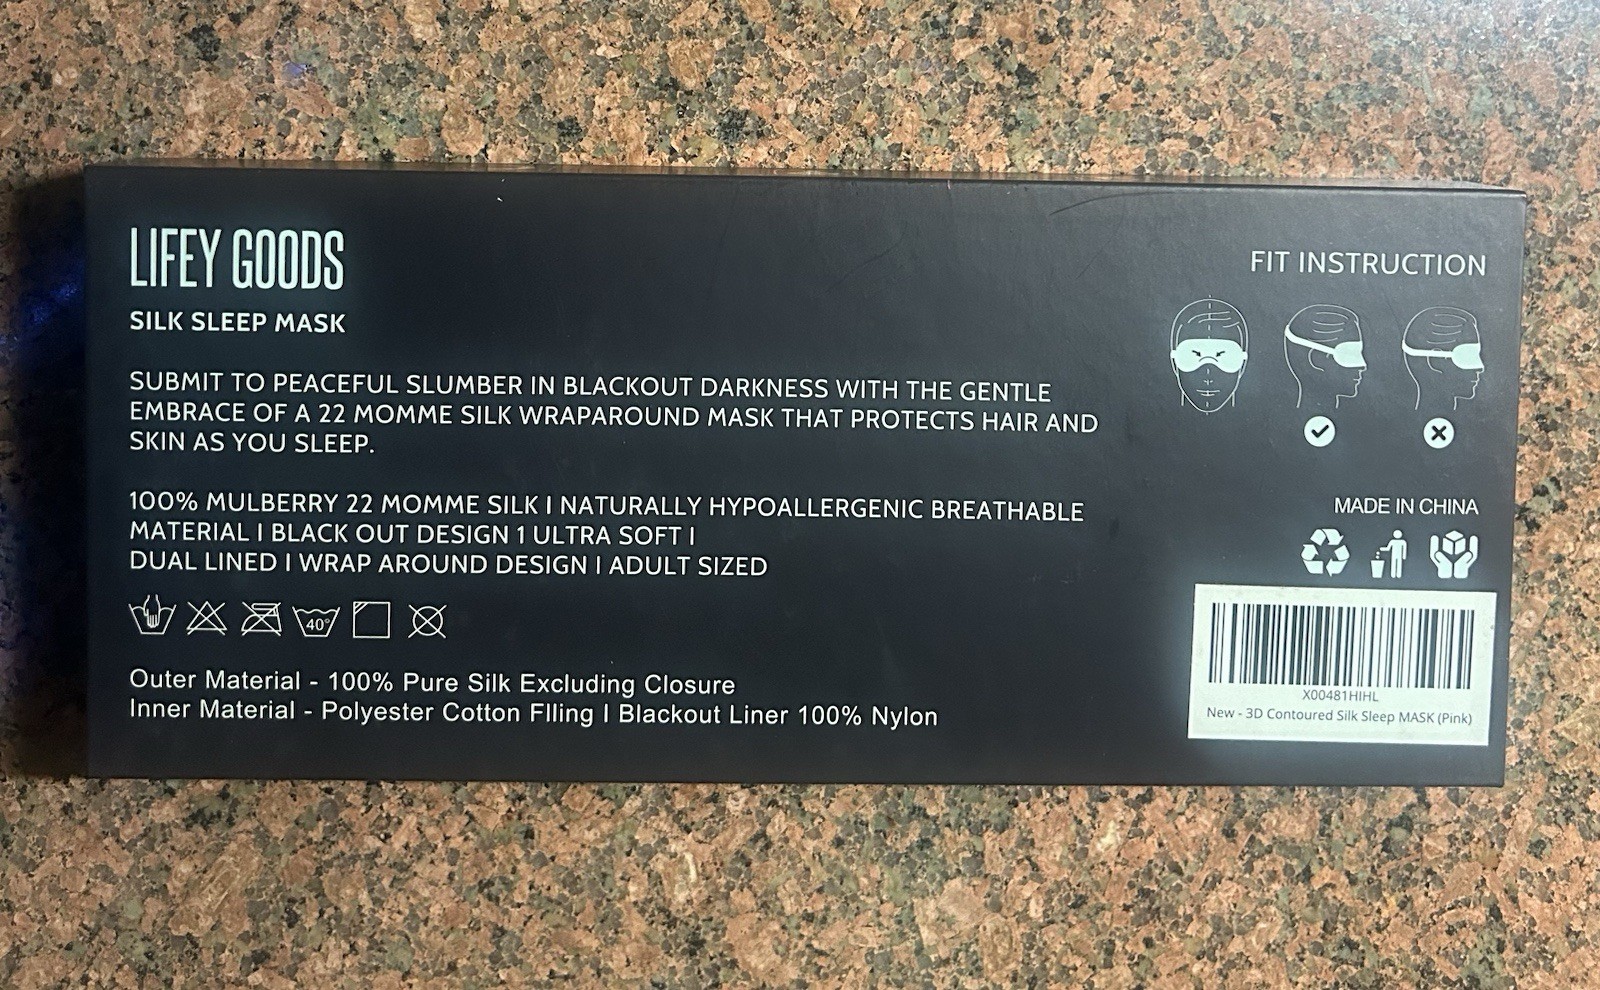 LIFEY GOODS
SILK SLEEP MASK
SUBMIT TO PEACEFUL SLUMBER IN BLACKOUT DARKNESS WITH THE GENTLE
EMBRACE OF A 22 MOMME SILK WRAPAROUND MASK THAT PROTECTS HAIR AND
SKIN AS YOU SLEEP.
100% MULBERRY 22 MOMME SILK I NATURALLY HYPOALLERGENIC BREATHABLE
MATERIAL I BLACK OUT DESIGN 1 ULTRA SOFT I
DUAL LINED I WRAP AROUND DESIGN I ADULT SIZED
40°
Outer Material - 100% Pure Silk Excluding Closure
Inner Material - Polyester Cotton FIling I Blackout Liner 100% Nylon
FIT INSTRUCTION
MADE IN CHINA
X00481HIHL
New - 3D Contoured Silk Sleep MASK (Pink)